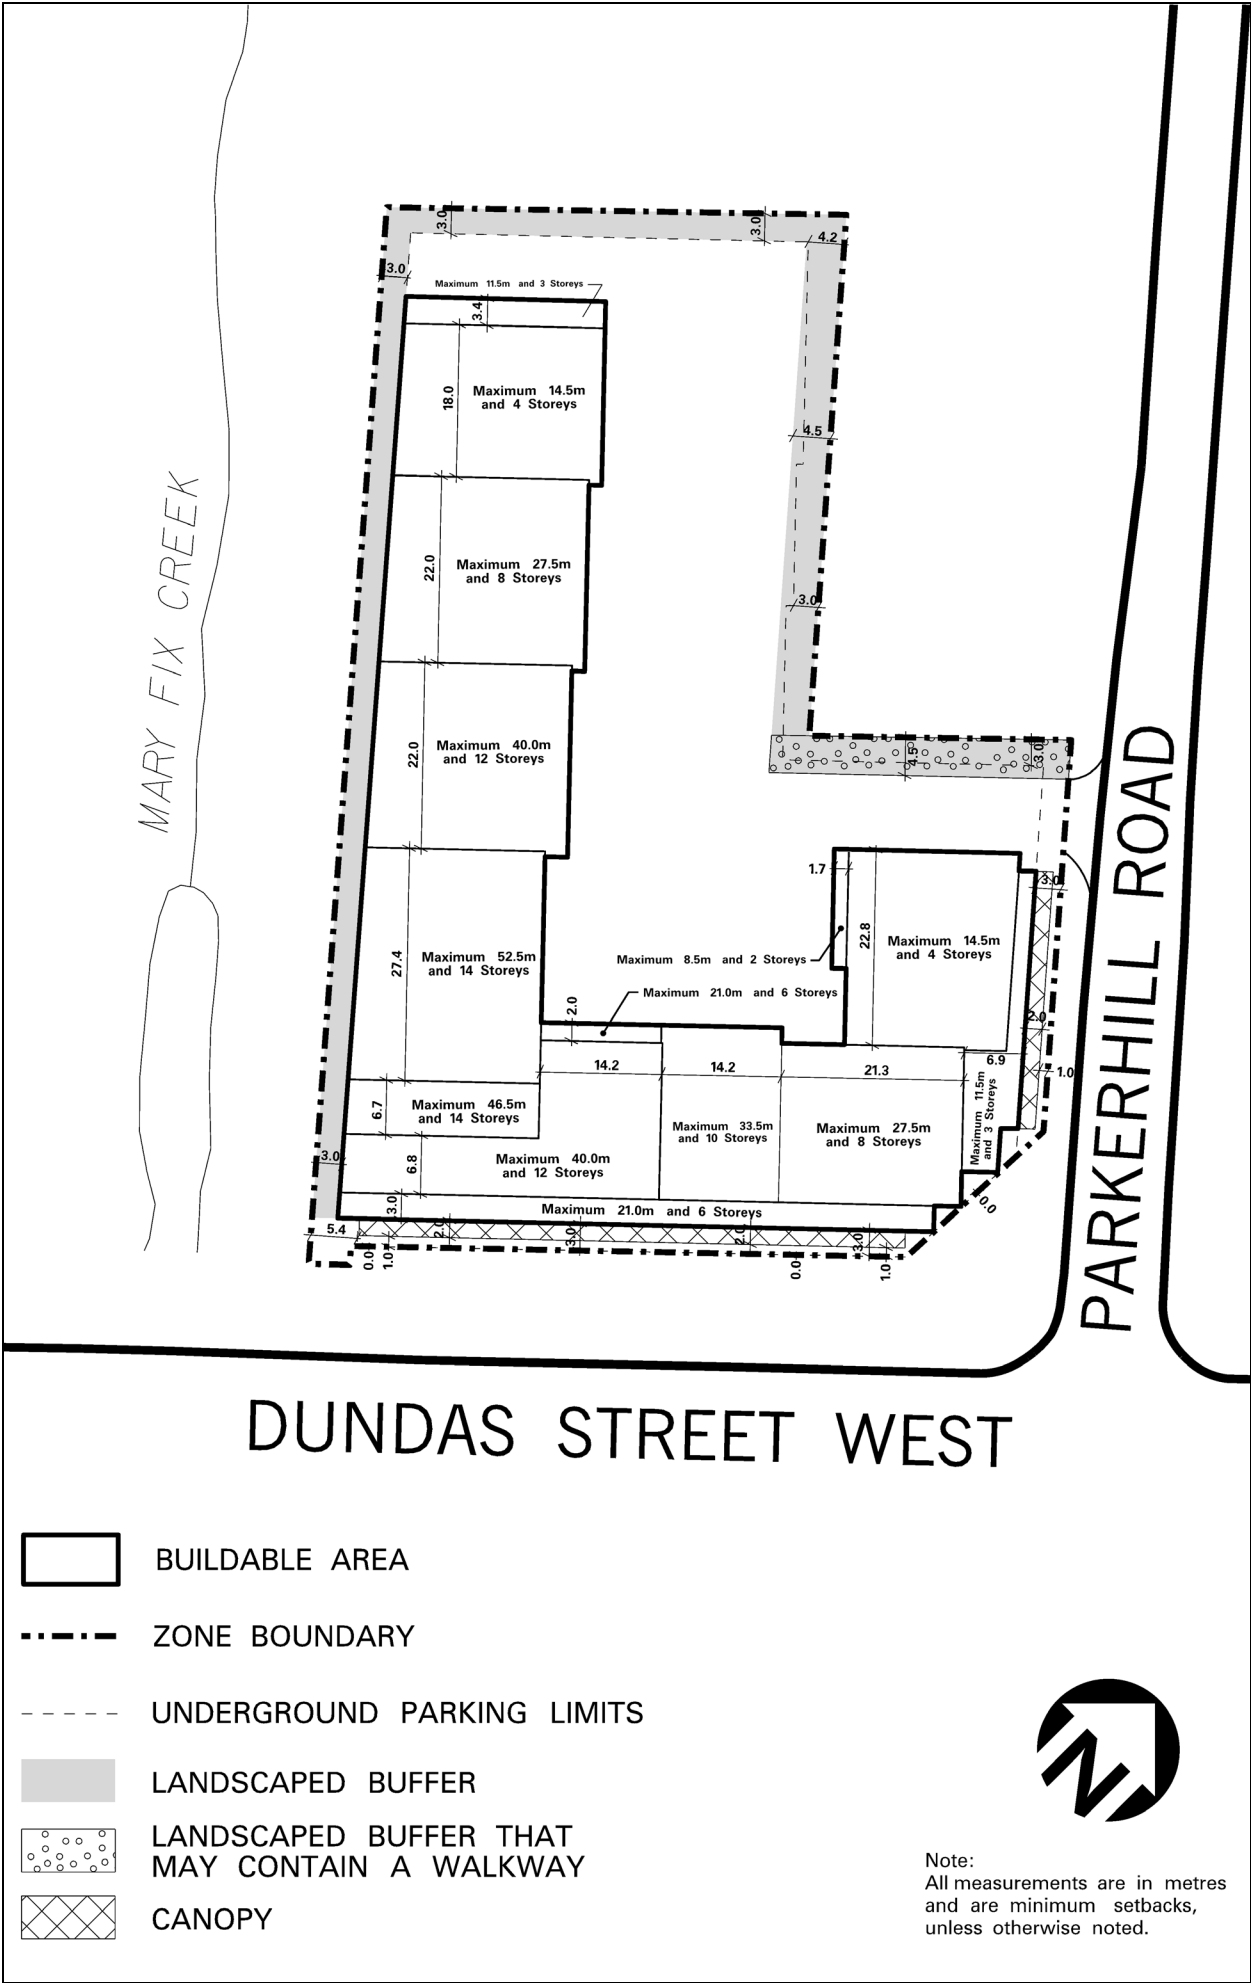 3.0
3.0
4.2
3.0
Maximum 11.5m and 3 Storeys
3.4
18.0
Maximum 14.5m
and 4 Storeys
4.5
MARY FIX CREEK
22.0
Maximum 27.5m
and 8 Storeys
3.0
22.0
Maximum 40.0m
and 12 Storeys
4.5
3.0
PARKERHILL ROAD
1.7
3.0
22.8
Maximum 14.5m
and 4 Storeys
27.4
Maximum 52.5m
and 14 Storeys
Maximum 8.5m and 2 Storeys
Maximum 21.0m and 6 Storeys
2.0
2.0
14.2
14.2
21.3
6.9
1.0
6.7
Maximum 46.5m
and 14 Storeys
Maximum 33.5m
and 10 Storeys
Maximum 27.5m
and 8 Storeys
Maximum 11.5m
and 3 Storeys
3.0
6.8
Maximum 40.0m
and 12 Storeys
3.0
Maximum 21.0m and 6 Storeys
0.0
5.4
2.0
3.0
2.0
3.0
0.0
1.0
0.0
1.0
DUNDAS STREET WEST
BUILDABLE AREA
ZONE BOUNDARY
UNDERGROUND PARKING LIMITS
LANDSCAPED BUFFER
LANDSCAPED BUFFER THAT
MAY CONTAIN A WALKWAY
CANOPY
N
Note:
All measurements are in metres
and are minimum setbacks,
unless otherwise noted.